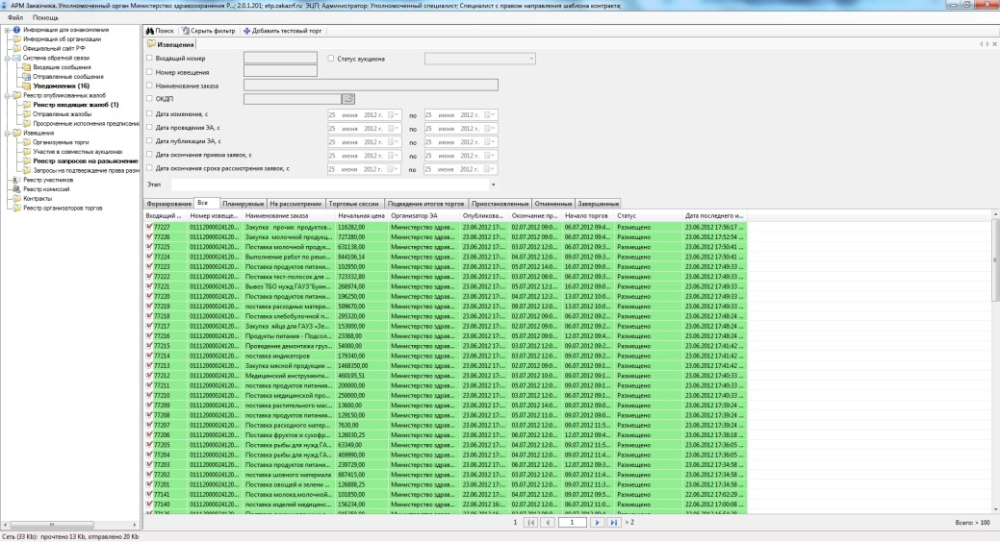 АРМ Заказчика. Уполномоченный орган Министерство здравоохранения Р...; 2.0.1.201; etp.zakazrf.ru ЭЦП; Администратор; Уполномоченный специалист; Специалист с правом направления шаблона контракта;
Файл Помощь
Информация для ознакомления
Информация об организации
Официальный сайт РФ
Система обратной связи
Входящие сообщения
Отправленные сообщения
Уведомления (16)
Реестр опубликованных жалоб
Реестр входящих жалоб (1)
Отправленные жалобы
Просроченные исполнения предписани
Извещения
Организуемые торги
Участие в совместных аукционах
Реестр запросов на разъяснение
Запросы на подтверждение права разм
Реестр участников
Реестр комиссий
Контракты
Реестр организаторов торгов
Поиск Скрыть фильтр Добавить тестовый торг
Извещения
Входящий номер Статус аукциона
Номер извещения
Наименование заказа
ОКДП
Дата изменения, с 25 июня 2012 г. по 25 июня 2012 г.
Дата проведения ЭА, с 25 июня 2012 г. по 25 июня 2012 г.
Дата публикации ЭА, с 25 июня 2012 г. по 25 июня 2012 г.
Дата окончания приема заявок, с 25 июня 2012 г. по 25 июня 2012 г.
Дата окончания срока рассмотрения заявок, с 25 июня 2012 г. по 25 июня 2012 г.
Этап
Формирование Все Планируемые На рассмотрении Торговые сессии Подведение итогов торгов Приостановленные Отмененные Завершенные
Входящий ... Номер извеще... Наименование заказа Начальная цена Организатор ЭА Опубликова... Окончание пр... Начало торгов Статус Дата последнего и...
77227 01112000024120... Закупка прочих продуктов... 116282,00 Министерство здрав... 23.06.2012 17:... 02.07.2012 09:0... 06.07.2012 09:4... Размещено 23.06.2012 17:56:17
77226 01112000024120... Закупка молочной продукц... 727280,00 Министерство здрав... 23.06.2012 17:... 02.07.2012 09:0... 06.07.2012 09:4... Размещено 23.06.2012 17:52:54
77225 01112000024120... Поставка молочной продук... 631138,00 Министерство здрав... 23.06.2012 17:... 03.07.2012 12:0... 06.07.2012 09:3... Размещено 23.06.2012 17:50:41
77224 01112000024120... Выполнение работ по ремо... 844106,14 Министерство здрав... 23.06.2012 17:... 04.07.2012 12:0... 09.07.2012 09:3... Размещено 23.06.2012 17:50:41
77223 01112000024120... Поставка продуктов питани... 102950,00 Министерство здрав... 23.06.2012 17:... 05.07.2012 14:0... 16.07.2012 09:0... Размещено 23.06.2012 17:49:33
77222 01112000024120... Поставка тест-полосок для ... 723332,80 Министерство здрав... 23.06.2012 17:... 03.07.2012 08:0... 06.07.2012 09:3... Размещено 23.06.2012 17:49:33
77221 01112000024120... Вывоз ТБО нужд ГАУЗ"Буин... 268974,00 Министерство здрав... 23.06.2012 17:... 05.07.2012 12:1... 16.07.2012 09:0... Размещено 23.06.2012 17:49:33
77220 01112000024120... Поставка продуктов питани... 196250,00 Министерство здрав... 23.06.2012 17:... 04.07.2012 12:3... 13.07.2012 10:0... Размещено 23.06.2012 17:49:33
77219 01112000024120... поставка расходные матери... 599670,00 Министерство здрав... 23.06.2012 17:... 09.07.2012 12:0... 13.07.2012 10:0... Размещено 23.06.2012 17:49:33
77218 01112000024120... Поставка хлебобулочной п... 295320,00 Министерство здрав... 23.06.2012 17:... 02.07.2012 09:0... 06.07.2012 09:2... Размещено 23.06.2012 17:48:24
77217 01112000024120... Закупка яйца для ГАУЗ «Зе... 153000,00 Министерство здрав... 23.06.2012 17:... 02.07.2012 09:0... 06.07.2012 09:2... Размещено 23.06.2012 17:48:24
77216 01112000024120... Продукты питания - Подсол... 23368,00 Министерство здрав... 23.06.2012 17:... 05.07.2012 09:0... 12.07.2012 09:4... Размещено 23.06.2012 17:48:24
77215 01112000024120... Проведение демонтажа груз... 54000,00 Министерство здрав... 23.06.2012 17:... 03.07.2012 12:0... 09.07.2012 09:2... Размещено 23.06.2012 17:41:42
77214 01112000024120... поставка индикаторов 179340,00 Министерство здрав... 23.06.2012 17:... 03.07.2012 12:0... 06.07.2012 09:1... Размещено 23.06.2012 17:41:42
77213 01112000024120... Закупка мясной продукции ... 1468350,00 Министерство здрав... 23.06.2012 17:... 02.07.2012 09:0... 06.07.2012 09:1... Размещено 23.06.2012 17:41:42
77212 01112000024120... Медицинский инструмента... 460195,51 Министерство здрав... 23.06.2012 17:... 02.07.2012 10:0... 09.07.2012 09:1... Размещено 23.06.2012 17:40:33
77211 01112000024120... поставка продуктов питания... 200000,00 Министерство здрав... 23.06.2012 17:... 04.07.2012 12:0... 09.07.2012 09:1... Размещено 23.06.2012 17:40:33
77210 01112000024120... Поставка медицинской про... 250000,00 Министерство здрав... 23.06.2012 17:... 03.07.2012 12:0... 06.07.2012 09:1... Размещено 23.06.2012 17:40:33
77209 01112000024120... поставка растительного мас... 13600,00 Министерство здрав... 23.06.2012 17:... 05.07.2012 14:0... 09.07.2012 09:0... Размещено 23.06.2012 17:39:24
77208 01112000024120... поставка продуктов питания... 129150,00 Министерство здрав... 23.06.2012 17:... 05.07.2012 11:0... 09.07.2012 09:0... Размещено 23.06.2012 17:39:24
77207 01112000024120... Поставка расходного матер... 7630,00 Министерство здрав... 23.06.2012 17:... 03.07.2012 12:0... 09.07.2012 11:5... Размещено 23.06.2012 17:39:24
77206 01112000024120... Поставка фруктов и сухофр... 126030,25 Министерство здрав... 23.06.2012 17:... 06.07.2012 12:0... 12.07.2012 09:4... Размещено 23.06.2012 17:38:18
77205 01112000024120... Поставка рыбы для нужд ГА... 63349,00 Министерство здрав... 23.06.2012 17:... 04.07.2012 12:0... 09.07.2012 11:5... Размещено 23.06.2012 17:36:05
77204 01112000024120... Поставка рыбы для нужд ГА... 469990,00 Министерство здрав... 23.06.2012 17:... 04.07.2012 12:0... 09.07.2012 11:4... Размещено 23.06.2012 17:36:05
77203 01112000024120... поставка продуктов питани... 239729,00 Министерство здрав... 23.06.2012 17:... 06.07.2012 12:0... 12.07.2012 09:3... Размещено 23.06.2012 17:34:58
77202 01112000024120... поставка шовного материала 887415,00 Министерство здрав... 23.06.2012 17:... 03.07.2012 12:0... 09.07.2012 11:4... Размещено 23.06.2012 17:34:58
77201 01112000024120... Поставка овощей и зелени ... 126888,25 Министерство здрав... 23.06.2012 17:... 05.07.2012 12:0... 09.07.2012 11:3... Размещено 23.06.2012 17:34:58
77141 01112000024120... Поставка молока,молочной... 101850,00 Министерство здрав... 22.06.2012 17:... 04.07.2012 12:0... 09.07.2012 09:5... Размещено 22.06.2012 17:02:29
77140 01112000024120... поставка изделий медицинс... 156234,00 Министерство здрав... 22.06.2012 16:... 02.07.2012 12:0... 06.07.2012 11:0... Размещено 22.06.2012 17:00:08
1 1 > 2 Всего: > 100
Сеть (33 Kb): прочтено 13 Kb, отправлено 20 Kb